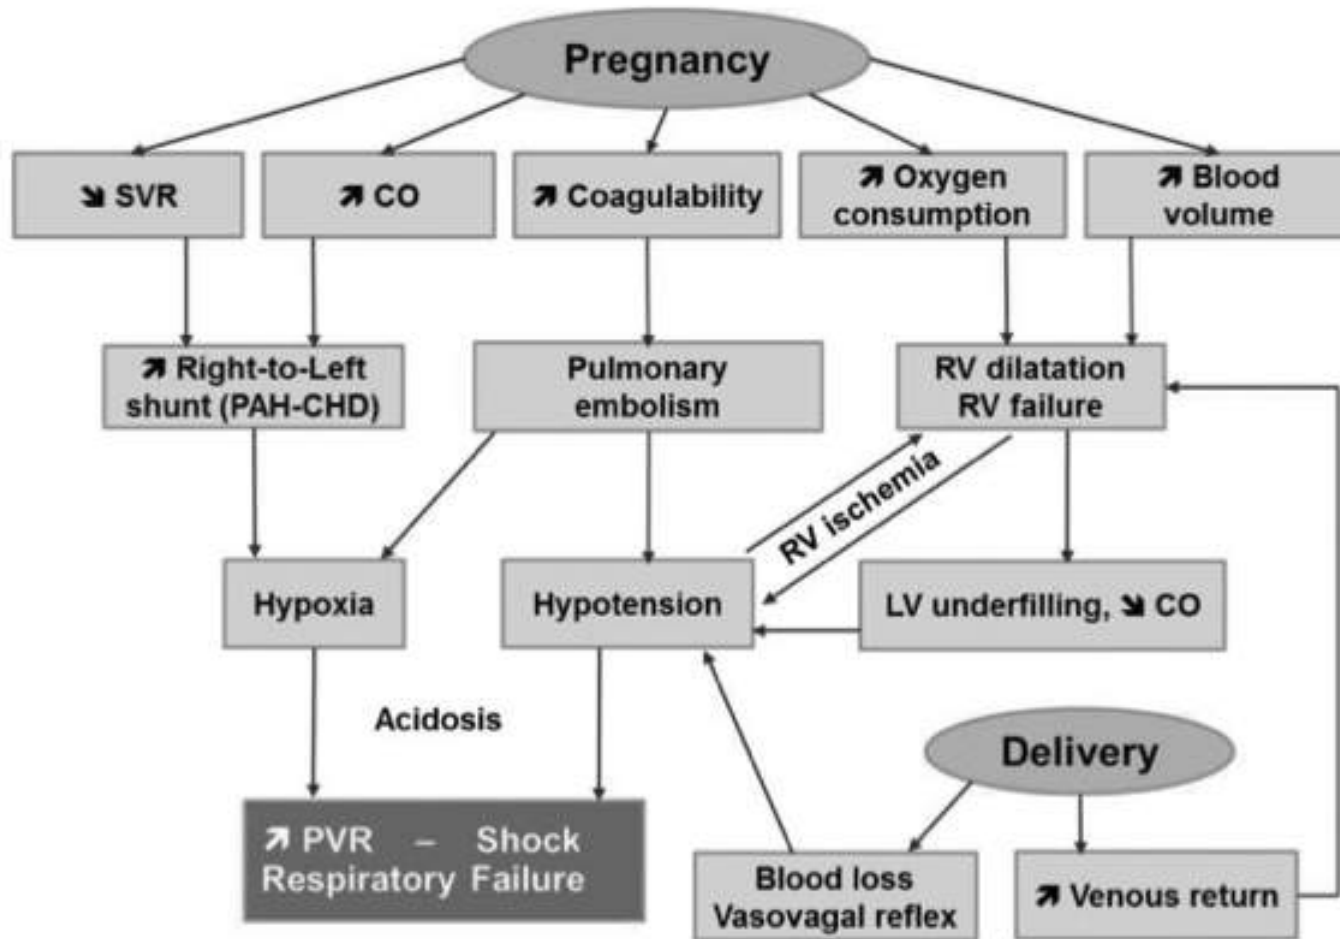 Pregnancy
↘ SVR
↗ CO
↗ Coagulability
↗ Oxygen
consumption
↗ Blood
volume
↗ Right-to-Left
shunt (PAH-CHD)
Pulmonary
embolism
RV dilatation
RV failure
RV ischemia
Hypoxia
Hypotension
LV underfilling, ↘ CO
Acidosis
Delivery
↗ PVR – Shock
Respiratory Failure
Blood loss
Vasovagal reflex
↗ Venous return